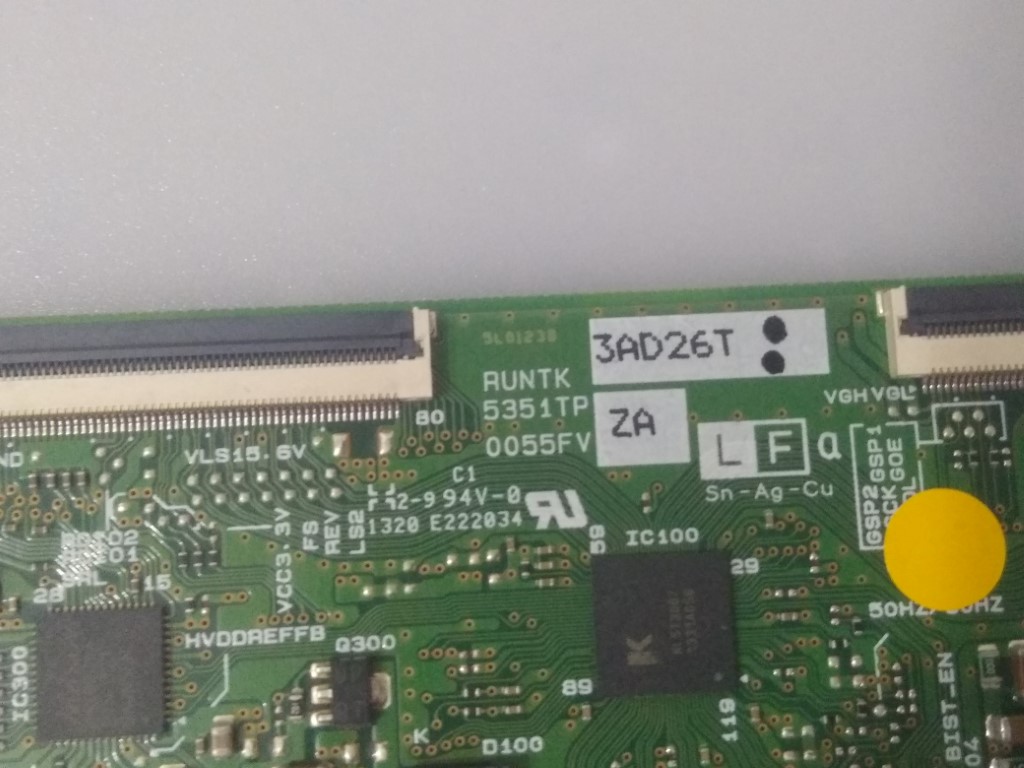 3AD26T
RUNTK
5351TP
ZA
0055FV
80
VGH VGL
LF a
Sn-Ag-Cu
GSP1
GOE
GSP2
VLS15.6V
C1
94V-0
1320 E222034
FS
REV
LS2
VCC3.3V
59
IC100
29
28
15
HVDDREFFB
Q300
IC300
K
89
119
50HZ
K
D100
BIST_EN